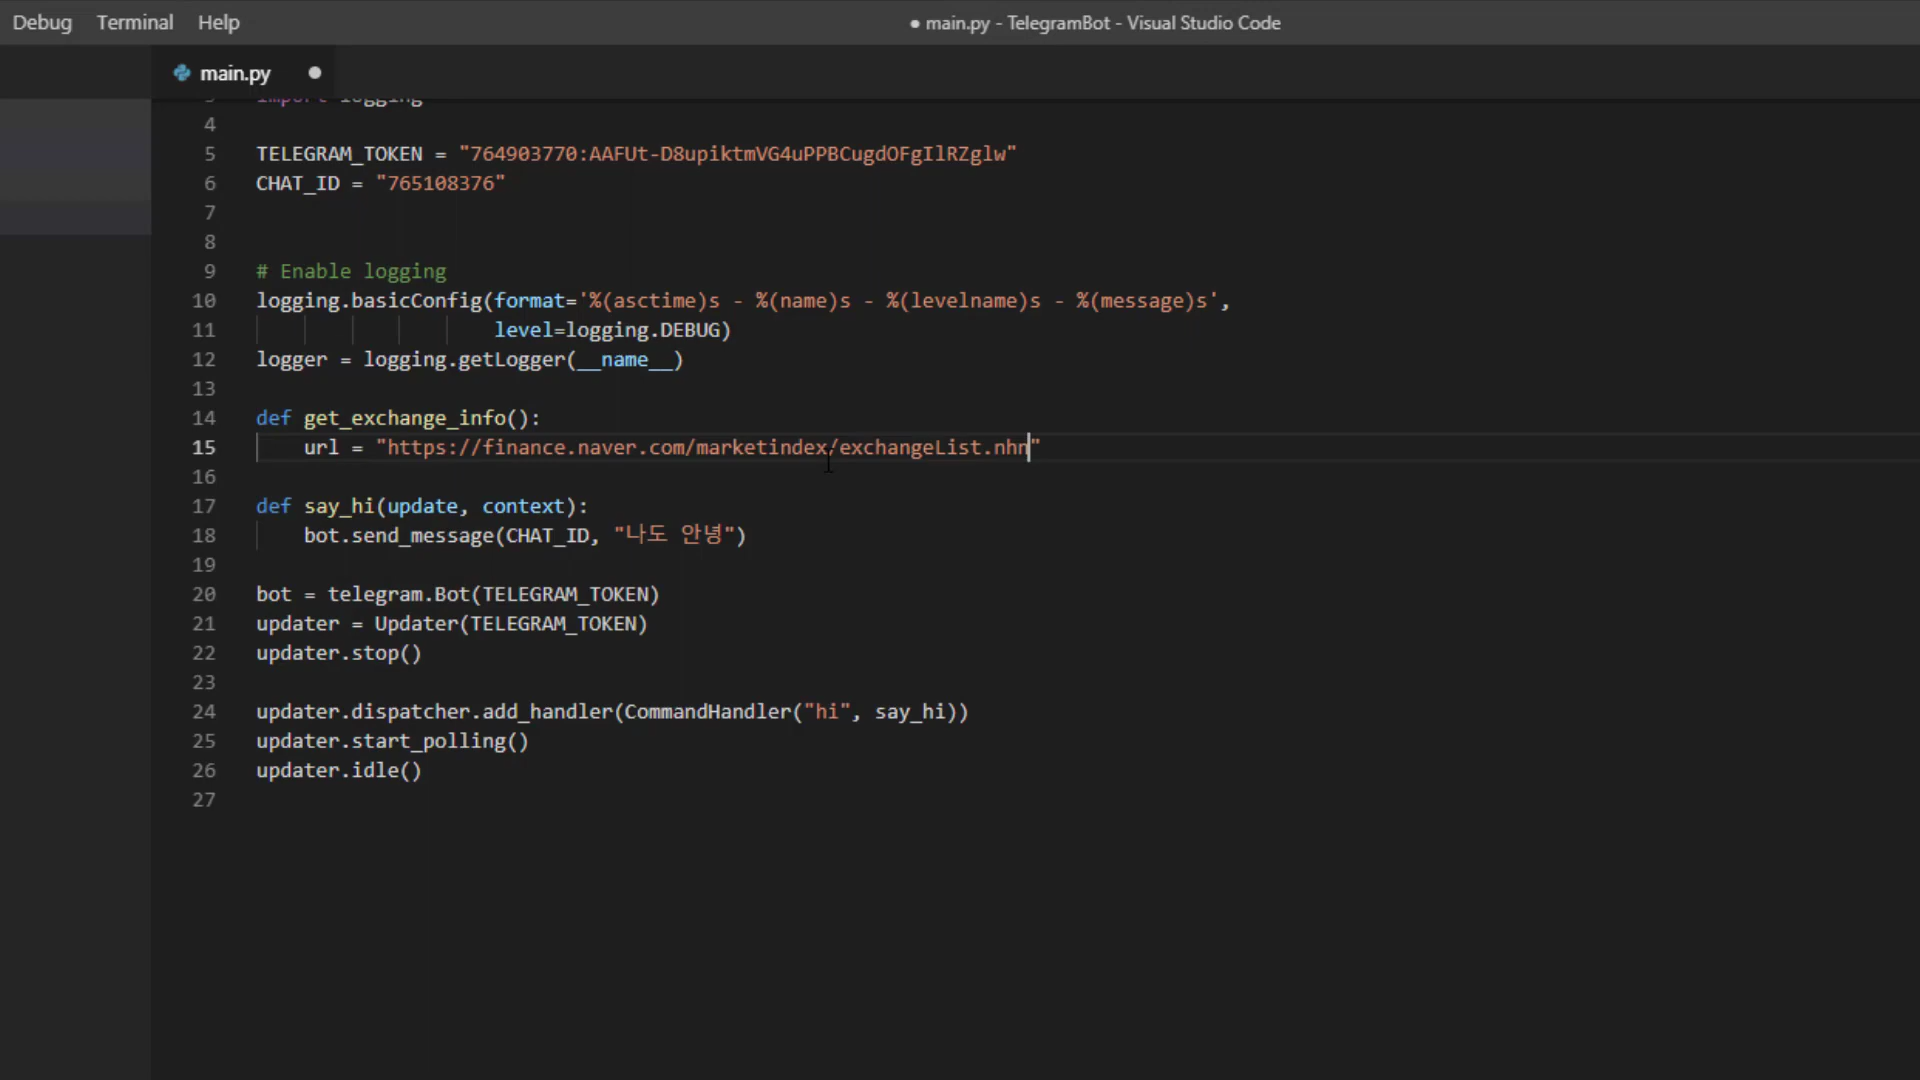 Debug Terminal Help
● main.py - TelegramBot - Visual Studio Code
main.py ●
3 import logging
4
5 TELEGRAM_TOKEN = "764903770:AAFUt-D8upiktmVG4uPPBCugdOFgIlRZglw"
6 CHAT_ID = "765108376"
7
8
9 # Enable logging
10 logging.basicConfig(format='%(asctime)s - %(name)s - %(levelname)s - %(message)s',
11 level=logging.DEBUG)
12 logger = logging.getLogger(__name__)
13
14 def get_exchange_info():
15 url = "https://finance.naver.com/marketindex/exchangeList.nhn"
16
17 def say_hi(update, context):
18 bot.send_message(CHAT_ID, "나도 안녕")
19
20 bot = telegram.Bot(TELEGRAM_TOKEN)
21 updater = Updater(TELEGRAM_TOKEN)
22 updater.stop()
23
24 updater.dispatcher.add_handler(CommandHandler("hi", say_hi))
25 updater.start_polling()
26 updater.idle()
27